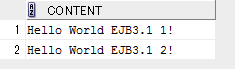 CONTENT
1 Hello World EJB3.1 1!
2 Hello World EJB3.1 2!